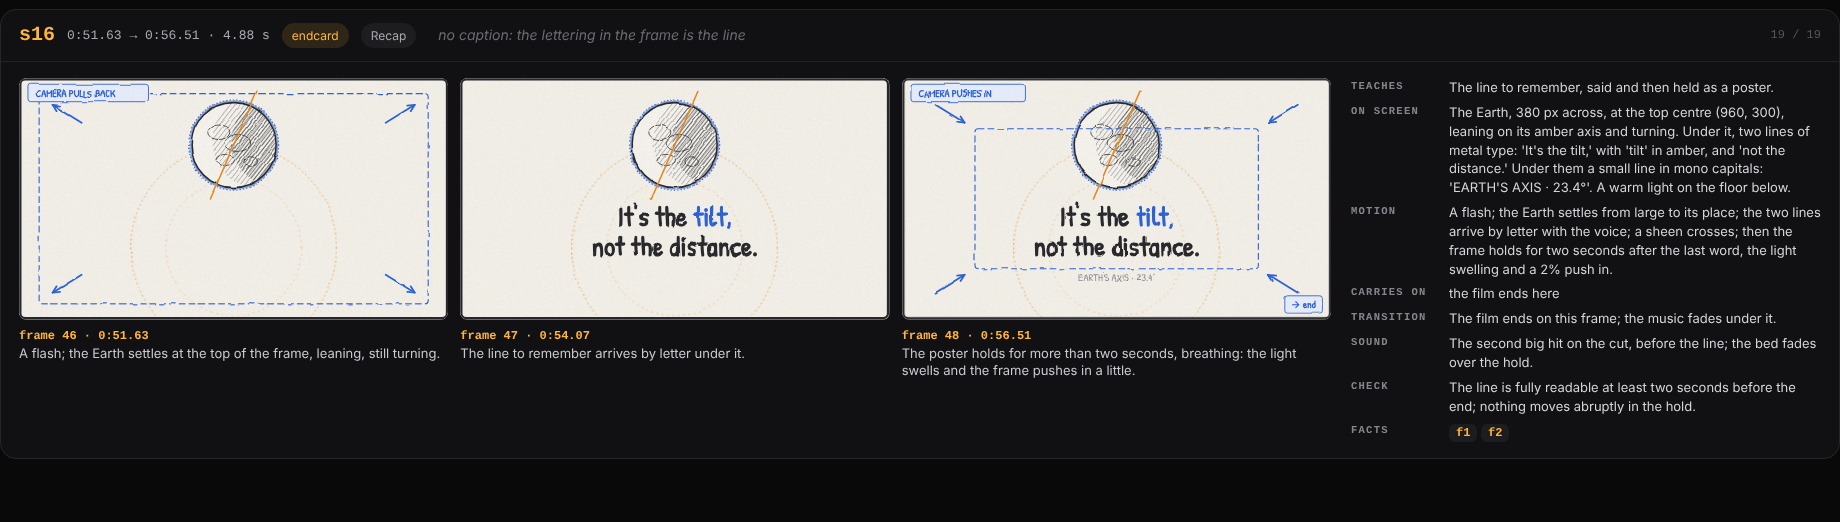 s16 0:51.63 → 0:56.51 · 4.88 s endcard Recap no caption: the lettering in the frame is the line 19 / 19
CAMERA PULLS BACK
frame 46 · 0:51.63
A flash; the Earth settles at the top of the frame, leaning, still turning.
It's the tilt,
not the distance.
frame 47 · 0:54.07
The line to remember arrives by letter under it.
CAMERA PUSHES IN
It's the tilt,
not the distance.
EARTH'S AXIS · 23.4°
→ end
frame 48 · 0:56.51
The poster holds for more than two seconds, breathing: the light
swells and the frame pushes in a little.
TEACHES The line to remember, said and then held as a poster.
ON SCREEN The Earth, 380 px across, at the top centre (960, 300),
leaning on its amber axis and turning. Under it, two lines of
metal type: 'It's the tilt,' with 'tilt' in amber, and 'not the
distance.' Under them a small line in mono capitals:
'EARTH'S AXIS · 23.4°'. A warm light on the floor below.
MOTION A flash; the Earth settles from large to its place; the two lines
arrive by letter with the voice; a sheen crosses; then the
frame holds for two seconds after the last word, the light
swelling and a 2% push in.
CARRIES ON the film ends here
TRANSITION The film ends on this frame; the music fades under it.
SOUND The second big hit on the cut, before the line; the bed fades
over the hold.
CHECK The line is fully readable at least two seconds before the
end; nothing moves abruptly in the hold.
FACTS f1 f2